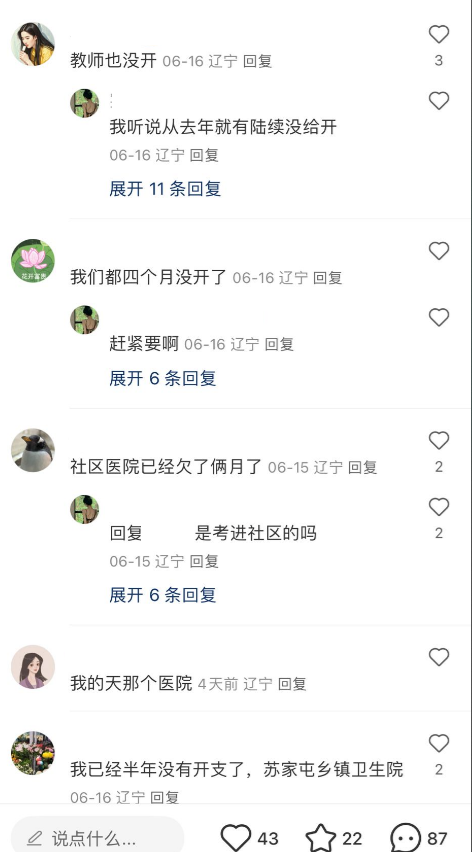 教师也没开 06-16 辽宁 回复
3
我听说从去年就有陆续没给开
06-16 辽宁 回复
展开 11 条回复
花开富贵
我们都四个月没开了 06-16 辽宁 回复
赶紧要啊 06-16 辽宁 回复
展开 6 条回复
社区医院已经欠了俩月了 06-15 辽宁 回复
2
回复 是考进社区的吗
2
06-15 辽宁 回复
展开 6 条回复
我的天那个医院 4天前 辽宁 回复
我已经半年没有开支了，苏家屯乡镇卫生院
2
06-16 辽宁 回复
说点什么... 43 22 87